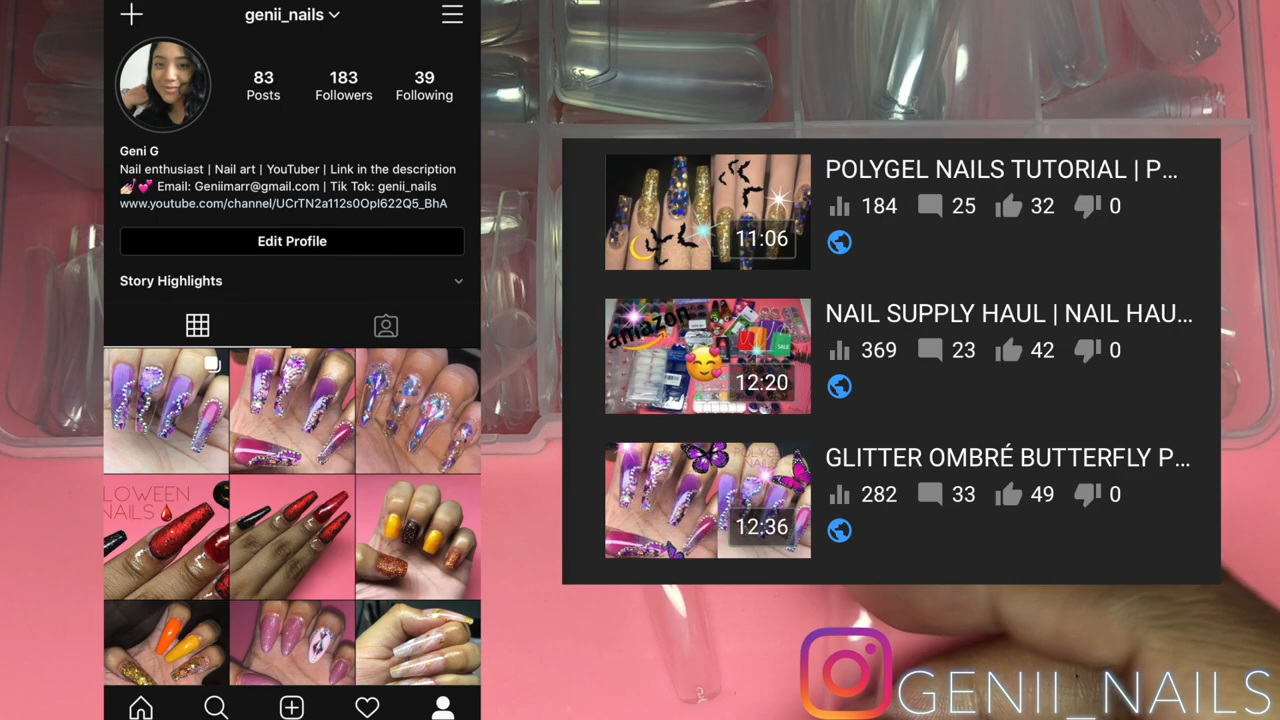 genii_nails
83
Posts
183
Followers
39
Following
Geni G
Nail enthusiast | Nail art | YouTuber | Link in the description
💅🏻💕 Email: Geniimarr@gmail.com | Tik Tok: genii_nails
www.youtube.com/channel/UCrTN2a112s0OpI622Q5_BhA
Edit Profile
Story Highlights
LOWEEN
NAILS
11:06
POLYGEL NAILS TUTORIAL | P...
184 25 32 0
amazon
SALE
12:20
NAIL SUPPLY HAUL | NAIL HAU...
369 23 42 0
12:36
GLITTER OMBRÉ BUTTERFLY P...
282 33 49 0
GENII_NAILS